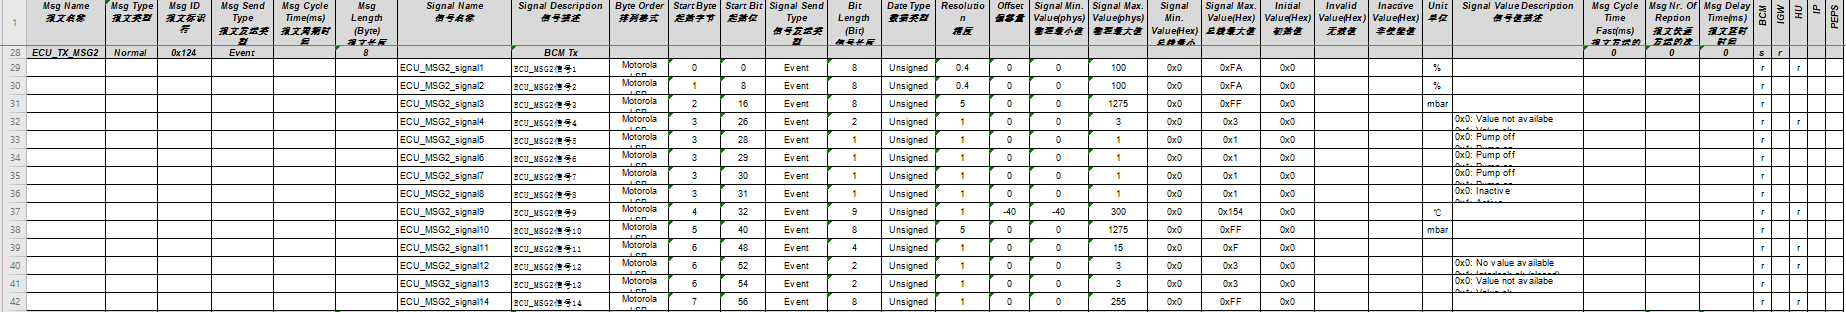 Msg Name 报文名称 Msg Type 报文类型 Msg ID 报文标识符 Msg Send Type 报文发送类型 Msg Cycle Time(ms) 报文周期时间 Msg Length (Byte) 报文长度 Signal Name 信号名称 Signal Description 信号描述 Byte Order 排列格式 Start Byte 起始字节 Start Bit 起始位 Signal Send Type 信号发送类型 Bit Length (Bit) 信号长度 Date Type 数据类型 Resolution 精度 Offset 偏移量 Signal Min. Value(phys) 物理最小值 Signal Max. Value(phys) 物理最大值 Signal Min. Value(Hex) 总线最小 Signal Max. Value(Hex) 总线最大值 Initial Value(Hex) 初始值 Invalid Value(Hex) 无效值 Inactive Value(Hex) 非使能值 Unit 单位 Signal Value Description 信号值描述 Msg Cycle Time Fast(ms) 报文发送的 Msg Nr. Of Reption 报文快速发送的次 Msg Delay Time(ms) 报文延时时间 BCM IGW HU IP PEPS
1
28 ECU_TX_MSG2 Normal 0x124 Event 8 BCM Tx 0 0 0 s r
29 ECU_MSG2_signal1 ECU_MSG2信号1 Motorola 0 0 Event 8 Unsigned 0.4 0 0 100 0x0 0xFA 0x0 % r r
30 ECU_MSG2_signal2 ECU_MSG2信号2 Motorola 1 8 Event 8 Unsigned 0.4 0 0 100 0x0 0xFA 0x0 % r
31 ECU_MSG2_signal3 ECU_MSG2信号3 Motorola 2 16 Event 8 Unsigned 5 0 0 1275 0x0 0xFF 0x0 mbar r
32 ECU_MSG2_signal4 ECU_MSG2信号4 Motorola 3 26 Event 2 Unsigned 1 0 0 3 0x0 0x3 0x0 0x0: Value not availabe r r
33 ECU_MSG2_signal5 ECU_MSG2信号5 Motorola 3 28 Event 1 Unsigned 1 0 0 1 0x0 0x1 0x0 0x0: Pump off r
34 ECU_MSG2_signal6 ECU_MSG2信号6 Motorola 3 29 Event 1 Unsigned 1 0 0 1 0x0 0x1 0x0 0x0: Pump off r
35 ECU_MSG2_signal7 ECU_MSG2信号7 Motorola 3 30 Event 1 Unsigned 1 0 0 1 0x0 0x1 0x0 0x0: Pump off r
36 ECU_MSG2_signal8 ECU_MSG2信号8 Motorola 3 31 Event 1 Unsigned 1 0 0 1 0x0 0x1 0x0 0x0: Inactive r
37 ECU_MSG2_signal9 ECU_MSG2信号9 Motorola 4 32 Event 9 Unsigned 1 -40 -40 300 0x0 0x154 0x0 ℃ r r
38 ECU_MSG2_signal10 ECU_MSG2信号10 Motorola 5 40 Event 8 Unsigned 5 0 0 1275 0x0 0xFF 0x0 mbar r
39 ECU_MSG2_signal11 ECU_MSG2信号11 Motorola 6 48 Event 4 Unsigned 1 0 0 15 0x0 0xF 0x0 r r
40 ECU_MSG2_signal12 ECU_MSG2信号12 Motorola 6 52 Event 2 Unsigned 1 0 0 3 0x0 0x3 0x0 0x0: No value available r r
41 ECU_MSG2_signal13 ECU_MSG2信号13 Motorola 6 54 Event 2 Unsigned 1 0 0 3 0x0 0x3 0x0 0x0: Value not availabe r
42 ECU_MSG2_signal14 ECU_MSG2信号14 Motorola 7 56 Event 8 Unsigned 1 0 0 255 0x0 0xFF 0x0 r r